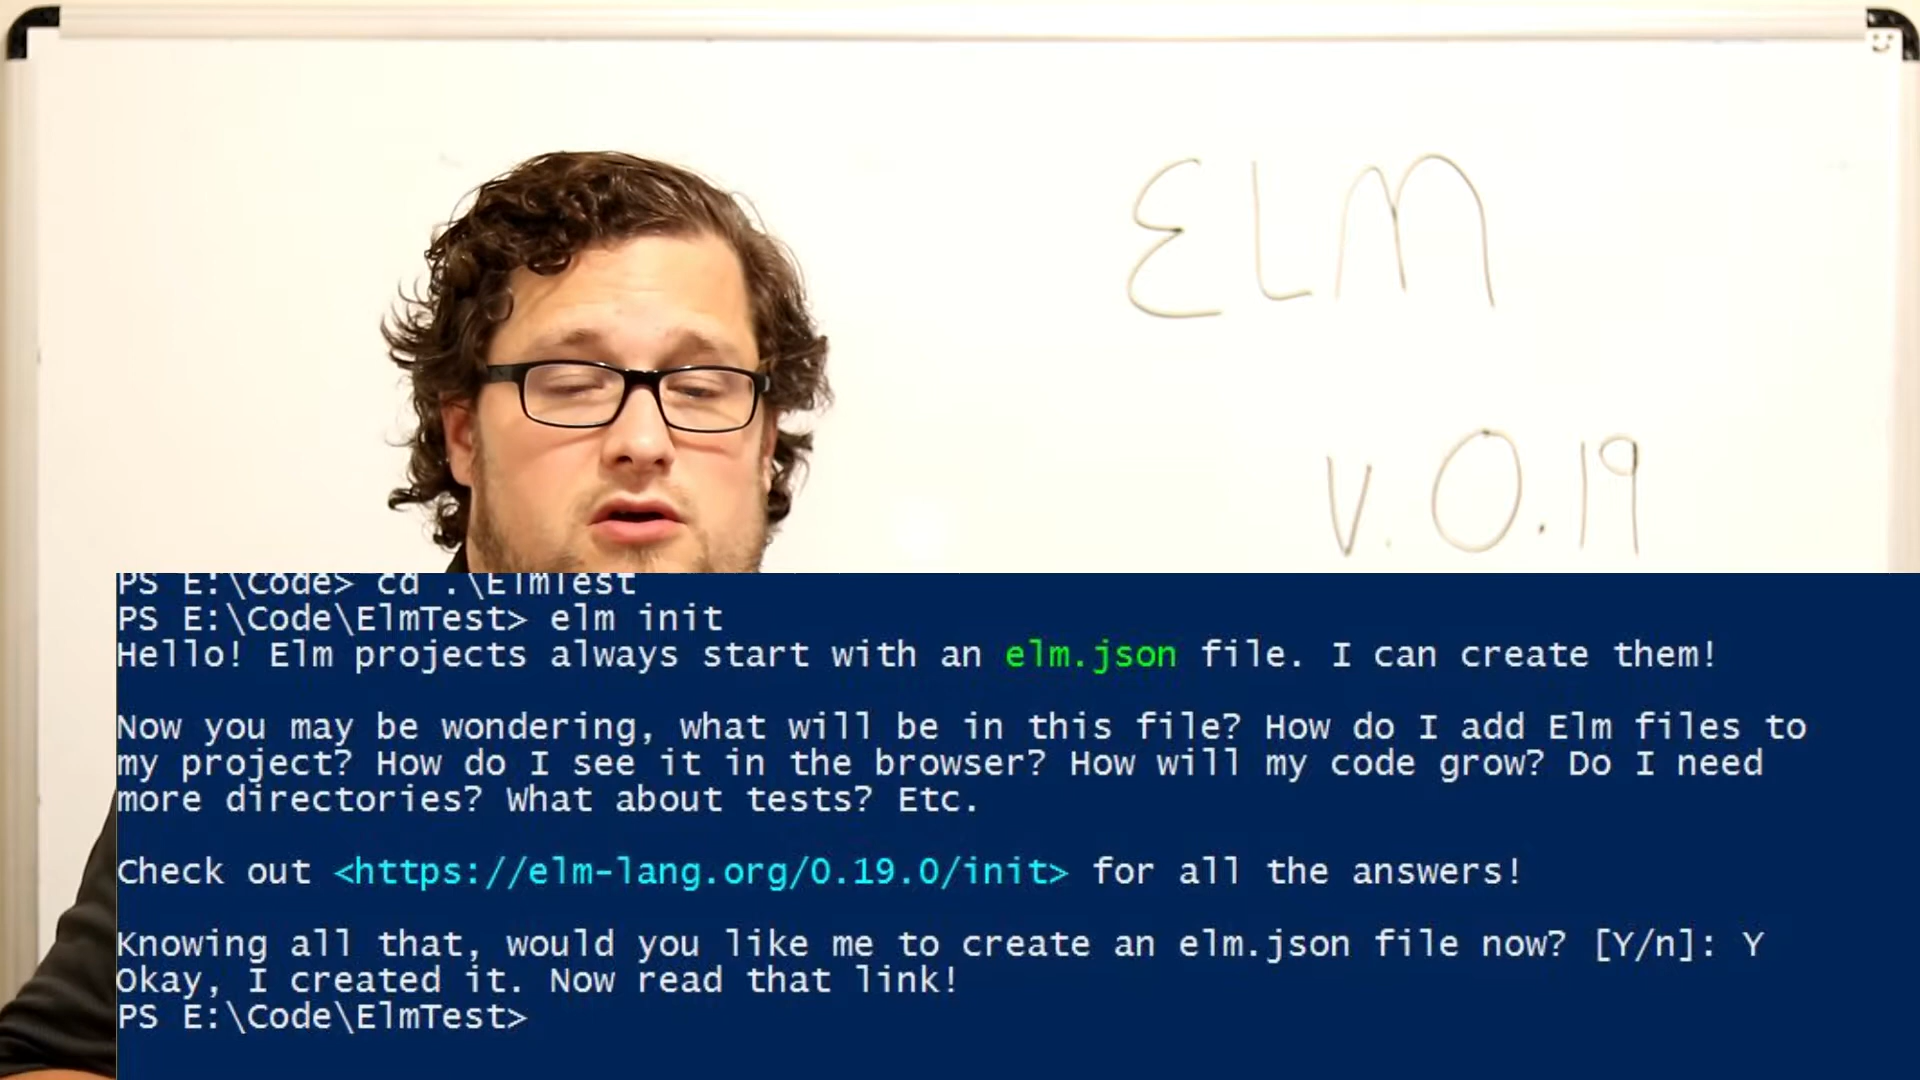 ELM
v. 0.19
PS E:\Code> cd .\ElmTest
PS E:\Code\ElmTest> elm init
Hello! Elm projects always start with an elm.json file. I can create them!
Now you may be wondering, what will be in this file? How do I add Elm files to
my project? How do I see it in the browser? How will my code grow? Do I need
more directories? What about tests? Etc.
Check out <https://elm-lang.org/0.19.0/init> for all the answers!
Knowing all that, would you like me to create an elm.json file now? [Y/n]: Y
Okay, I created it. Now read that link!
PS E:\Code\ElmTest>